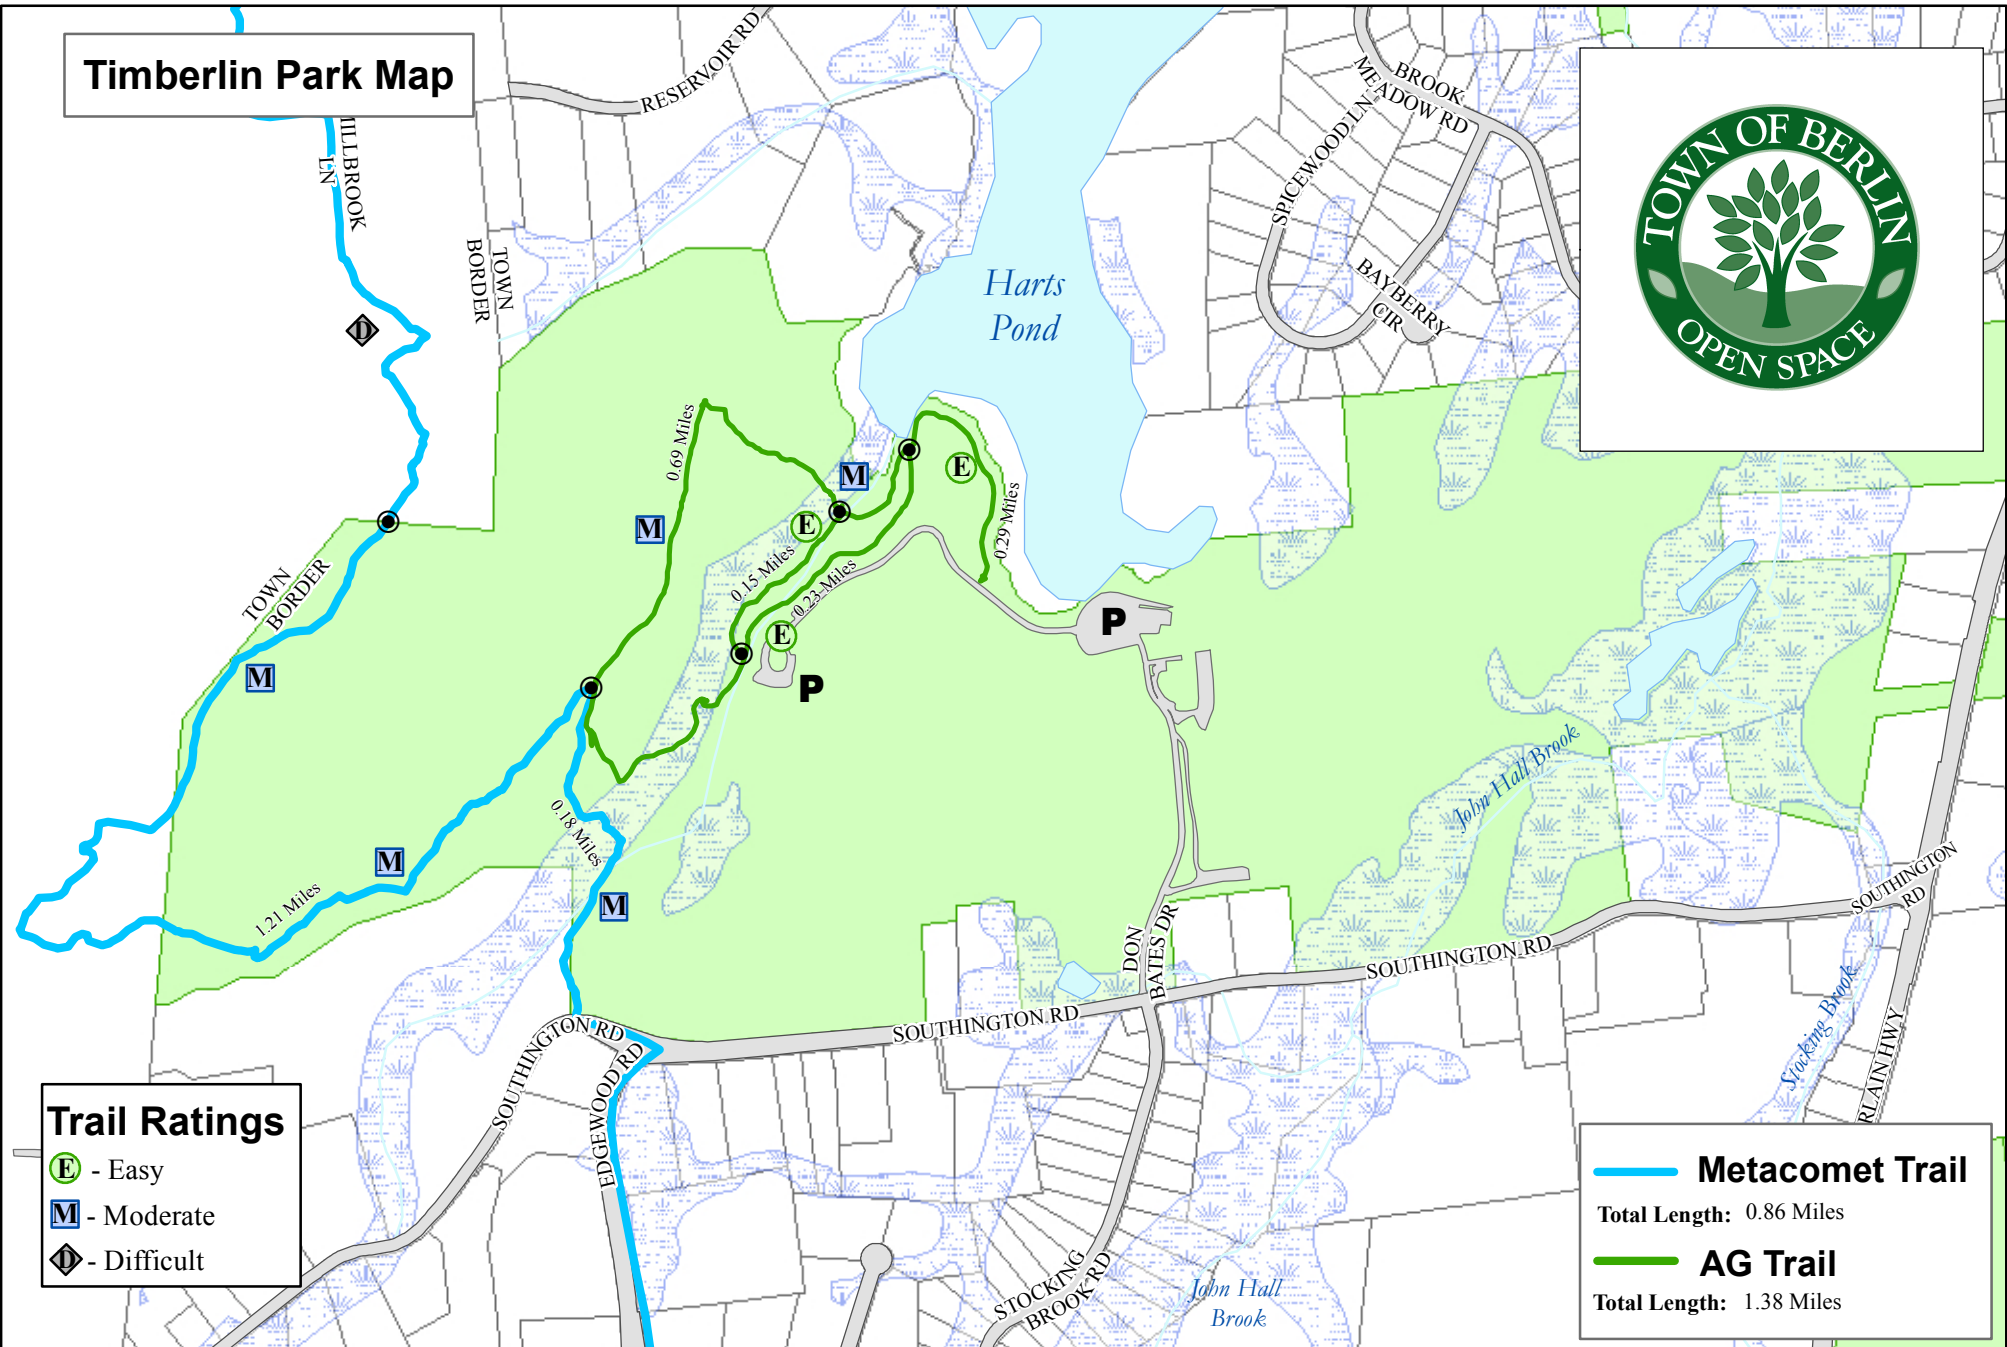 Timberlin Park Map
RESERVOIR RD
MILLBROOK
LN
TOWN
BORDER
D
Harts
Pond
BROOK
MEADOW RD
SPICEWOOD LN
BAYBERRY
CIR
TOWN OF BERLIN
OPEN SPACE
0.69 Miles
M
M
E
E
0.29 Miles
0.15 Miles
0.23 Miles
E
P
P
TOWN
BORDER
M
M
1.21 Miles
0.18 Miles
M
John Hall Brook
DON
BATES DR
SOUTHINGTON RD
SOUTHINGTON RD
SOUTHINGTON
RD
SOUTHINGTON RD
EDGEWOOD RD
Stocking Brook
RLAIN HWY
STOCKING
BROOK RD
John Hall
Brook
Trail Ratings
E - Easy
M - Moderate
D - Difficult
Metacomet Trail
Total Length: 0.86 Miles
AG Trail
Total Length: 1.38 Miles